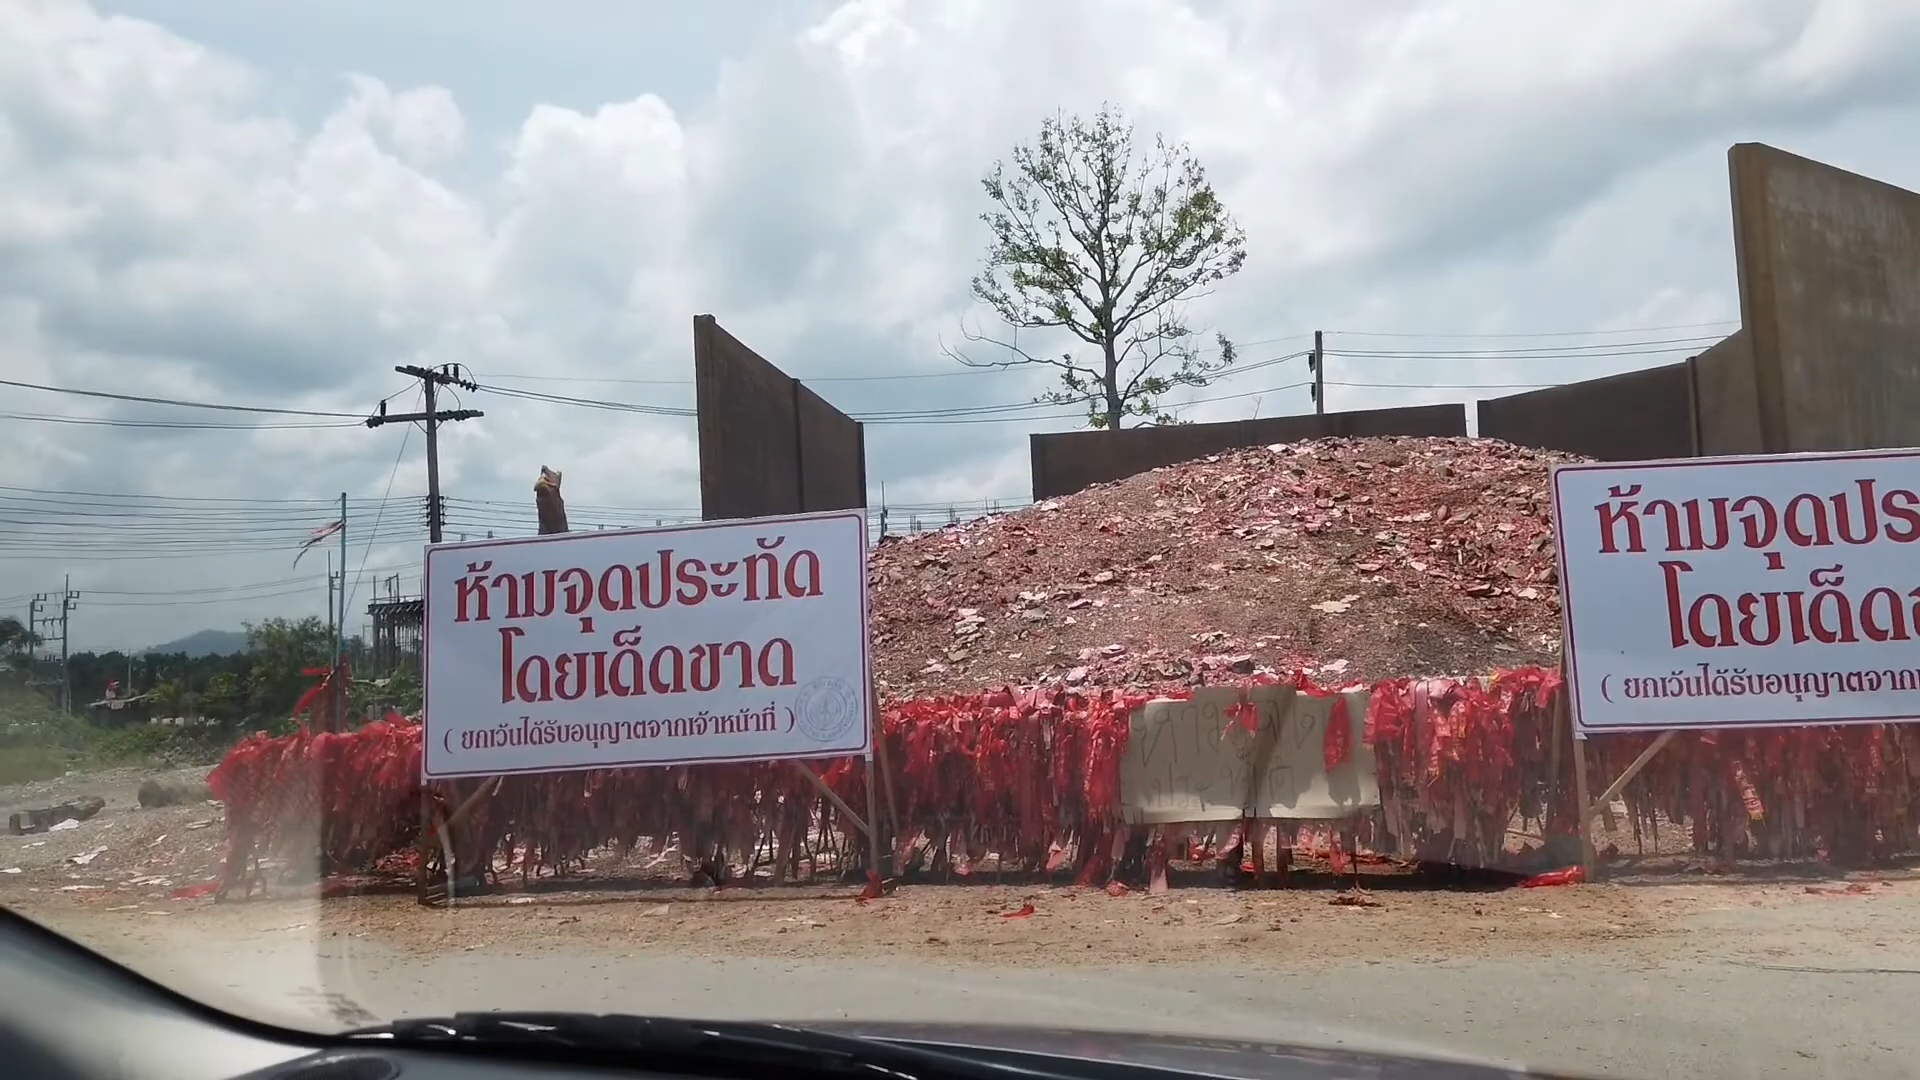 ห้ามจุดประทัด
โดยเด็ดขาด
( ยกเว้นได้รับอนุญาตจากเจ้าหน้าที่ )
ห้ามจุดประ
โดยเด็ด
( ยกเว้นได้รับอนุญาตจาก